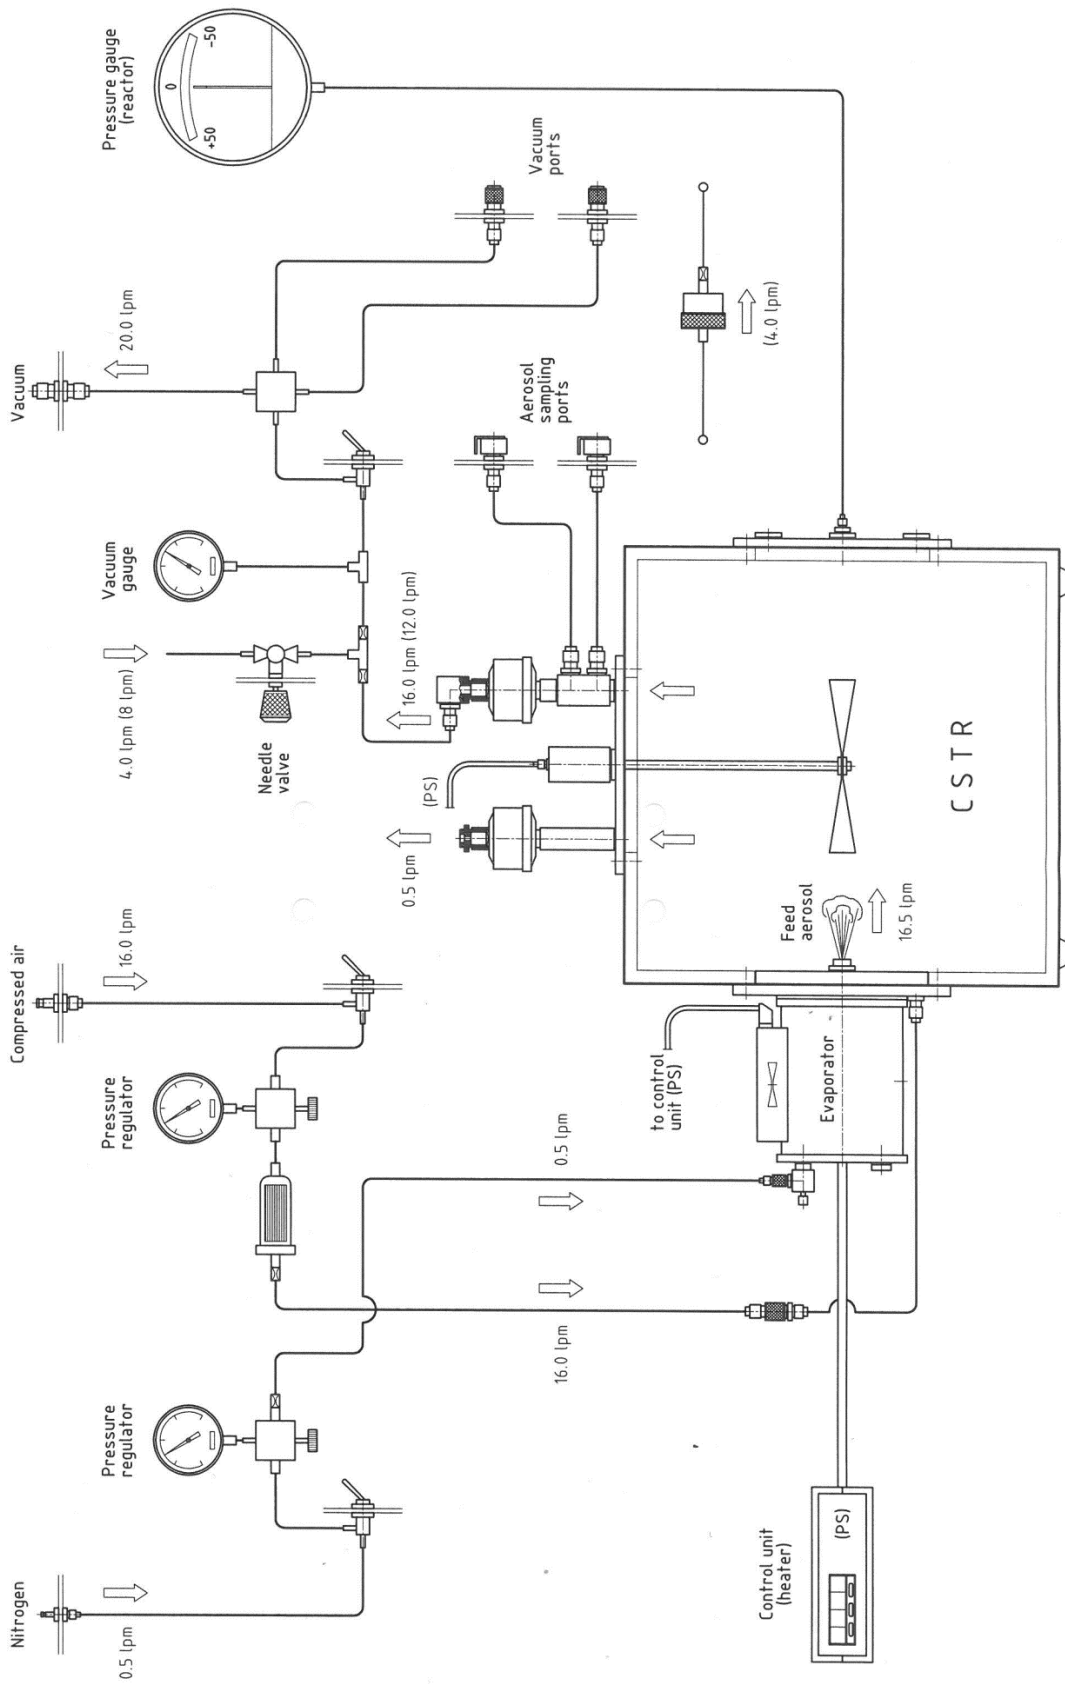 Nitrogen
0.5 lpm
Pressure
regulator
Compressed air
16.0 lpm
Pressure
regulator
4.0 lpm (8 lpm)
Needle
valve
Vacuum
gauge
Vacuum
20.0 lpm
Pressure gauge
(reactor)
+50
0
-50
Vacuum
ports
Aerosol
sampling
ports
(4.0 lpm)
16.0 lpm (12.0 lpm)
(PS)
0.5 lpm
0.5 lpm
16.0 lpm
to control
unit (PS)
Evaporator
Feed
aerosol
16.5 lpm
CSTR
Control unit
(heater)
(PS)